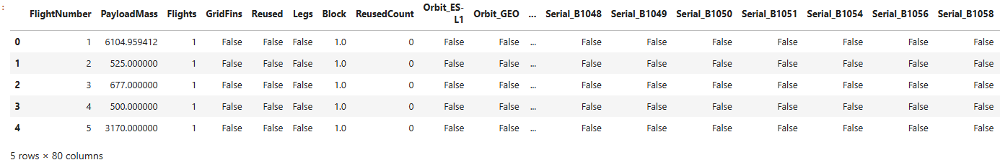 :
FlightNumber PayloadMass Flights GridFins Reused Legs Block ReusedCount Orbit_ES-L1 Orbit_GEO ... Serial_B1048 Serial_B1049 Serial_B1050 Serial_B1051 Serial_B1054 Serial_B1056 Serial_B1058
0 1 6104.959412 1 False False False 1.0 0 False False ... False False False False False False False
1 2 525.000000 1 False False False 1.0 0 False False ... False False False False False False False
2 3 677.000000 1 False False False 1.0 0 False False ... False False False False False False False
3 4 500.000000 1 False False False 1.0 0 False False ... False False False False False False False
4 5 3170.000000 1 False False False 1.0 0 False False ... False False False False False False False
5 rows × 80 columns